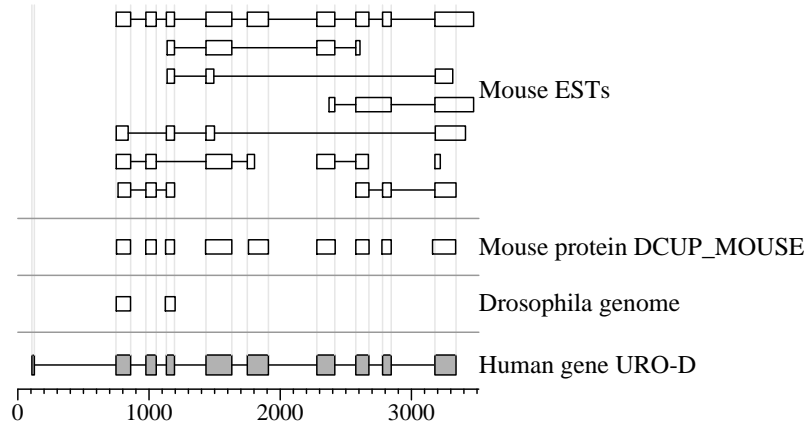 Mouse ESTs
Mouse protein DCUP_MOUSE
Drosophila genome
Human gene URO-D
0 1000 2000 3000